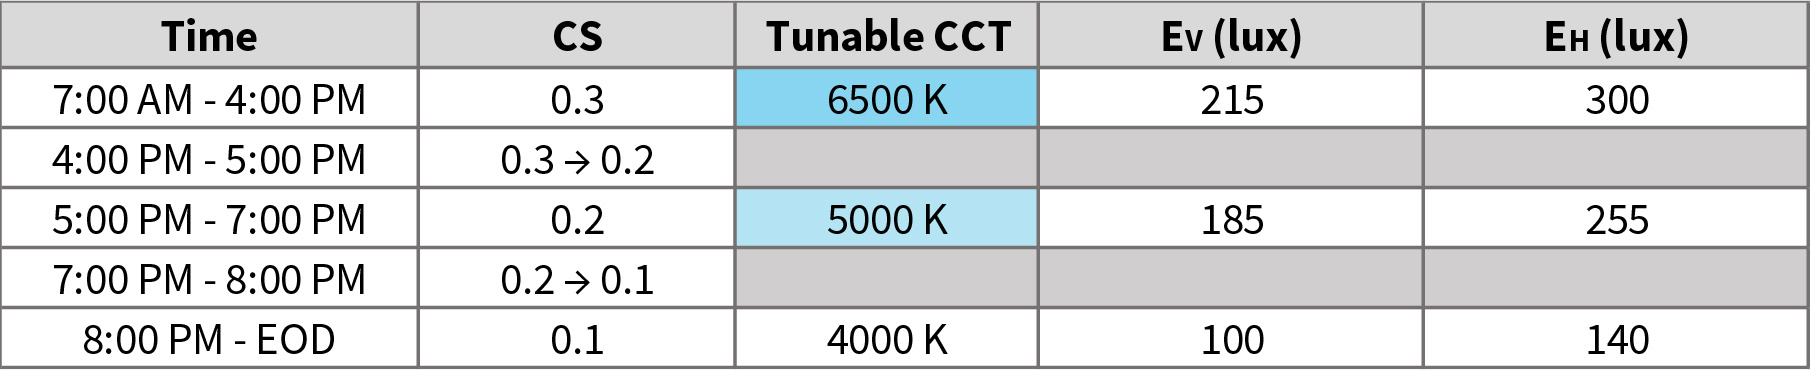 Time CS Tunable CCT Ev (lux) EH (lux)
7:00 AM - 4:00 PM 0.3 6500 K 215 300
4:00 PM - 5:00 PM 0.3 → 0.2
5:00 PM - 7:00 PM 0.2 5000 K 185 255
7:00 PM - 8:00 PM 0.2 → 0.1
8:00 PM - EOD 0.1 4000 K 100 140